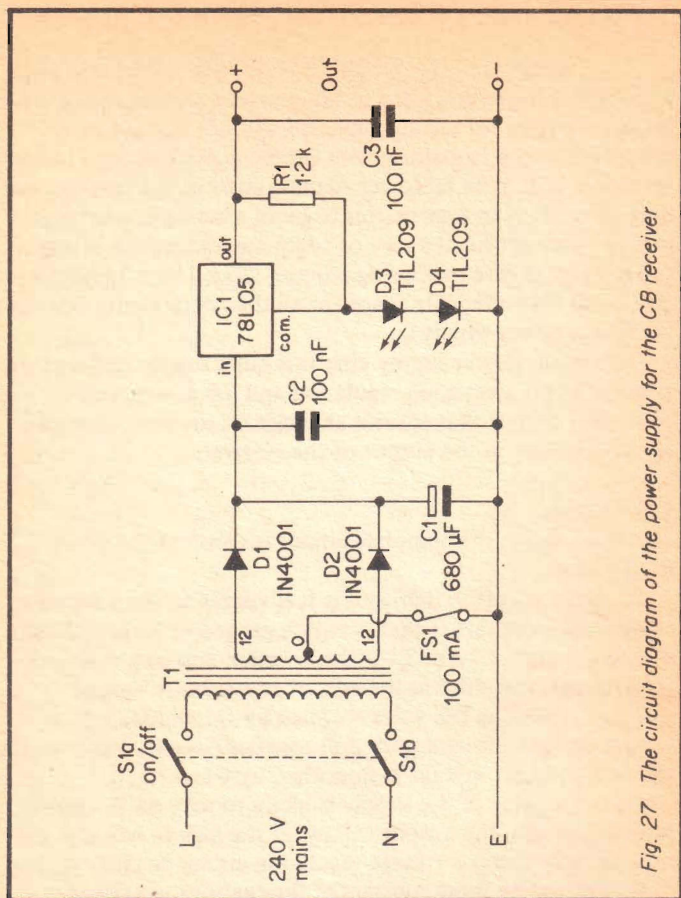 S1a
on/off
L
240 V
mains
N
S1b
E
T1
12
0
12
FS1
100 mA
D1
IN4001
D2
IN4001
C1
680 µF
C2
100 nF
in
IC1
78L05
out
com.
R1
1·2 k
D3
TIL209
D4
TIL209
C3
100 nF
+
Out
−
Fig. 27 The circuit diagram of the power supply for the CB receiver